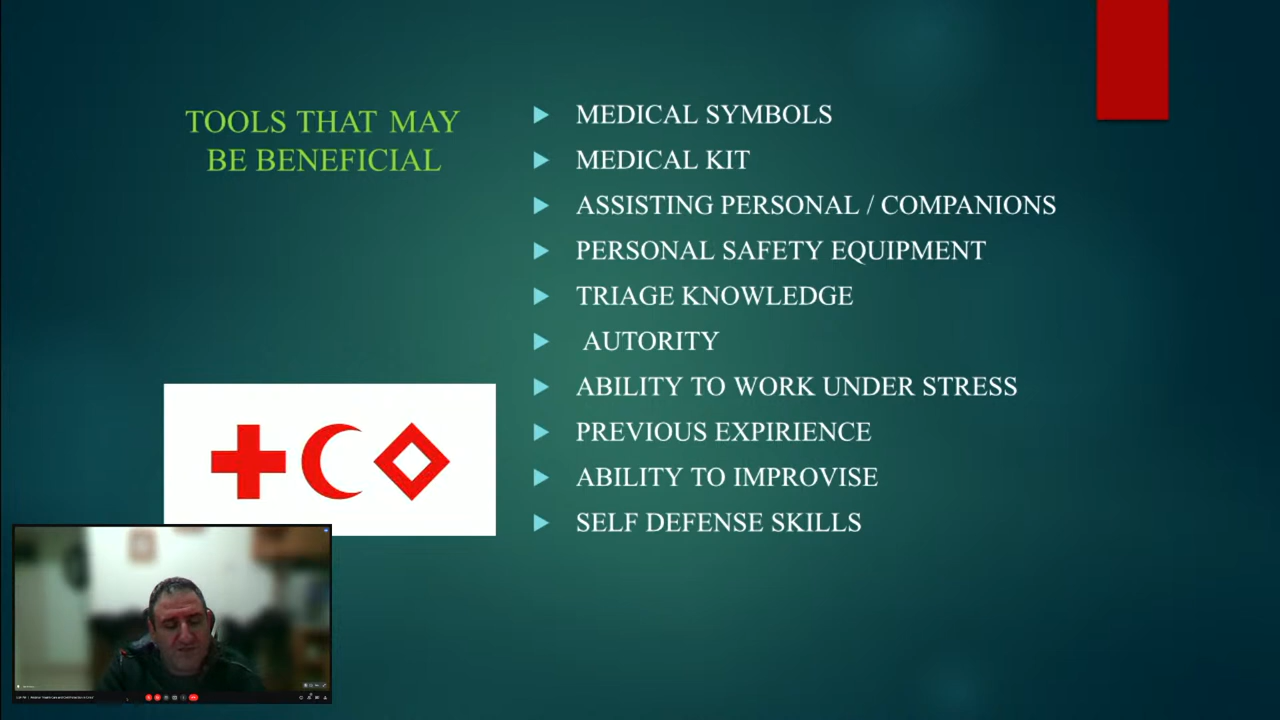 TOOLS THAT MAY
BE BENEFICIAL
MEDICAL SYMBOLS
MEDICAL KIT
ASSISTING PERSONAL / COMPANIONS
PERSONAL SAFETY EQUIPMENT
TRIAGE KNOWLEDGE
AUTORITY
ABILITY TO WORK UNDER STRESS
PREVIOUS EXPIRIENCE
ABILITY TO IMPROVISE
SELF DEFENSE SKILLS